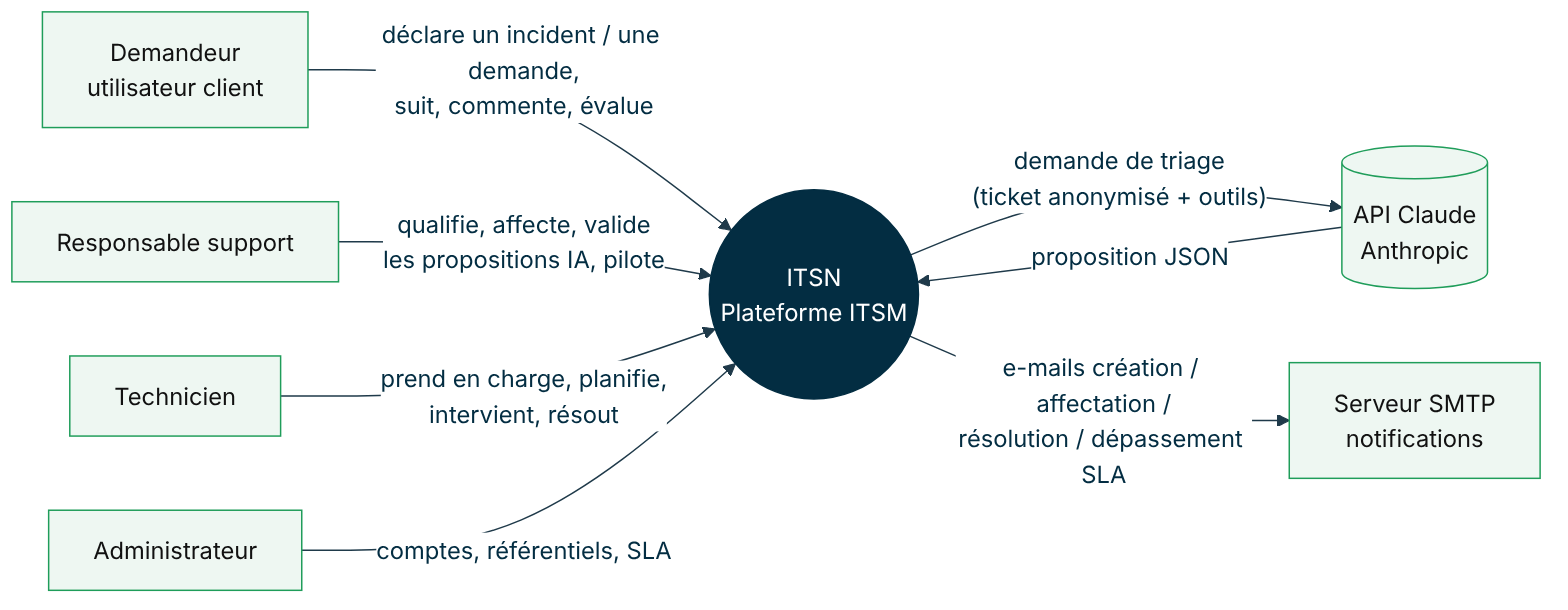 Demandeur
utilisateur client
déclare un incident / une
demande,
suit, commente, évalue
Responsable support
qualifie, affecte, valide
les propositions IA, pilote
Technicien
prend en charge, planifie,
intervient, résout
Administrateur
comptes, référentiels, SLA
ITSN
Plateforme ITSM
demande de triage
(ticket anonymisé + outils)
proposition JSON
API Claude
Anthropic
e-mails création /
affectation /
résolution / dépassement
SLA
Serveur SMTP
notifications